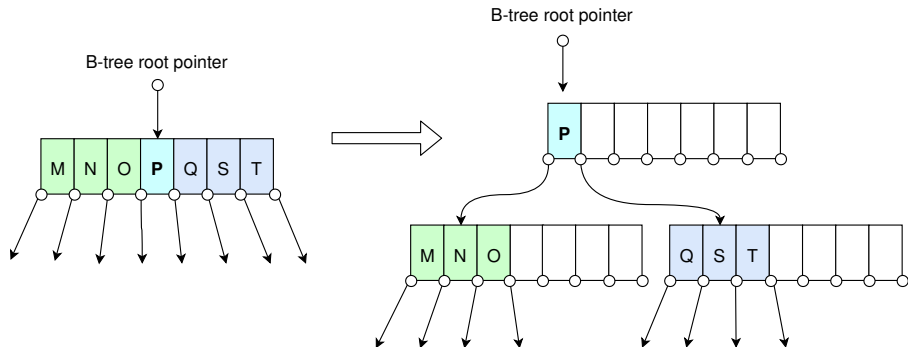 B-tree root pointer
M N O P Q S T
B-tree root pointer
P
M N O
Q S T